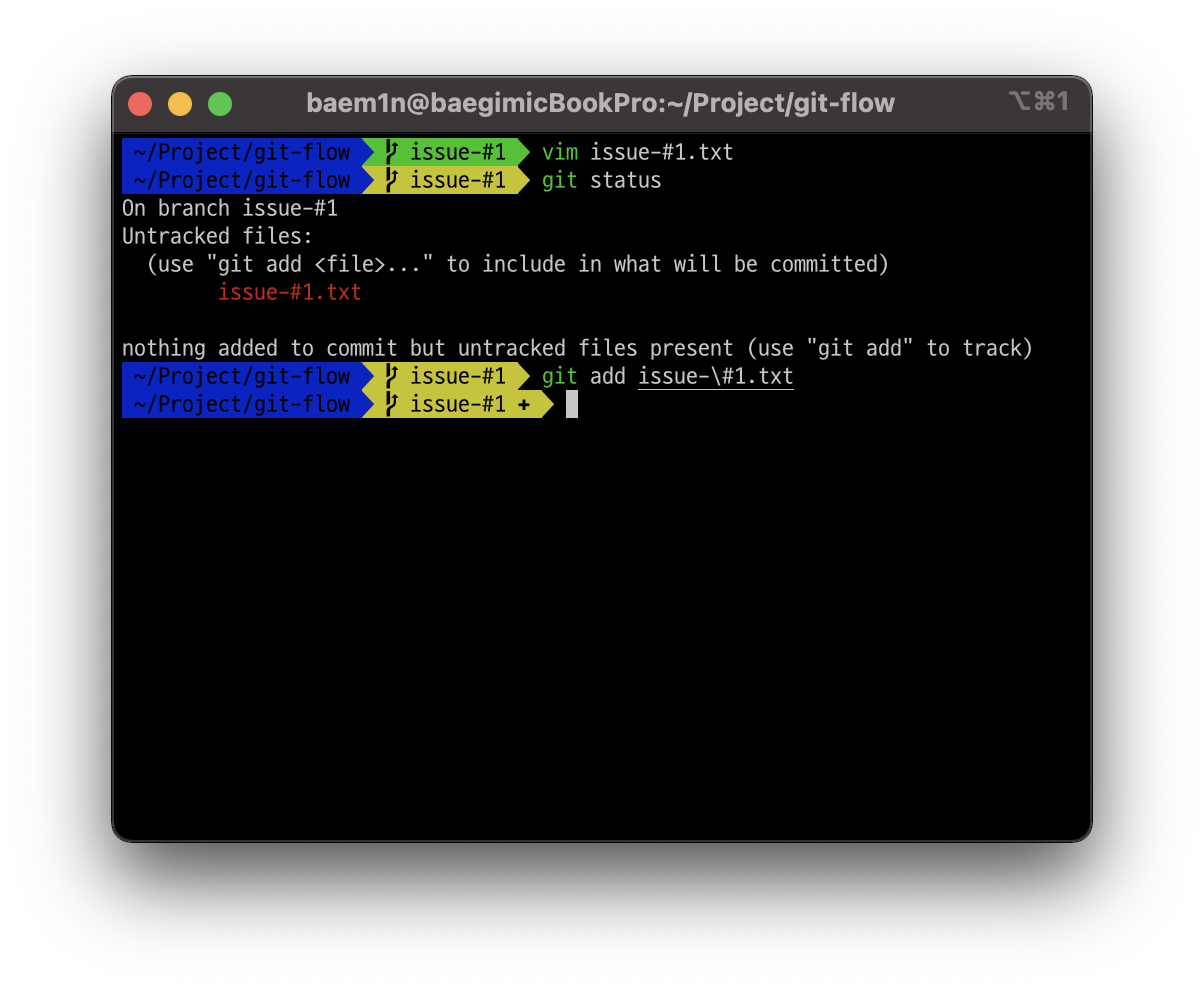 baem1n@baegimicBookPro:~/Project/git-flow ⌥⌘1
~/Project/git-flow issue-#1 vim issue-#1.txt
~/Project/git-flow issue-#1 git status
On branch issue-#1
Untracked files:
  (use "git add <file>..." to include in what will be committed)
        issue-#1.txt

nothing added to commit but untracked files present (use "git add" to track)
~/Project/git-flow issue-#1 git add issue-\#1.txt
~/Project/git-flow issue-#1 +